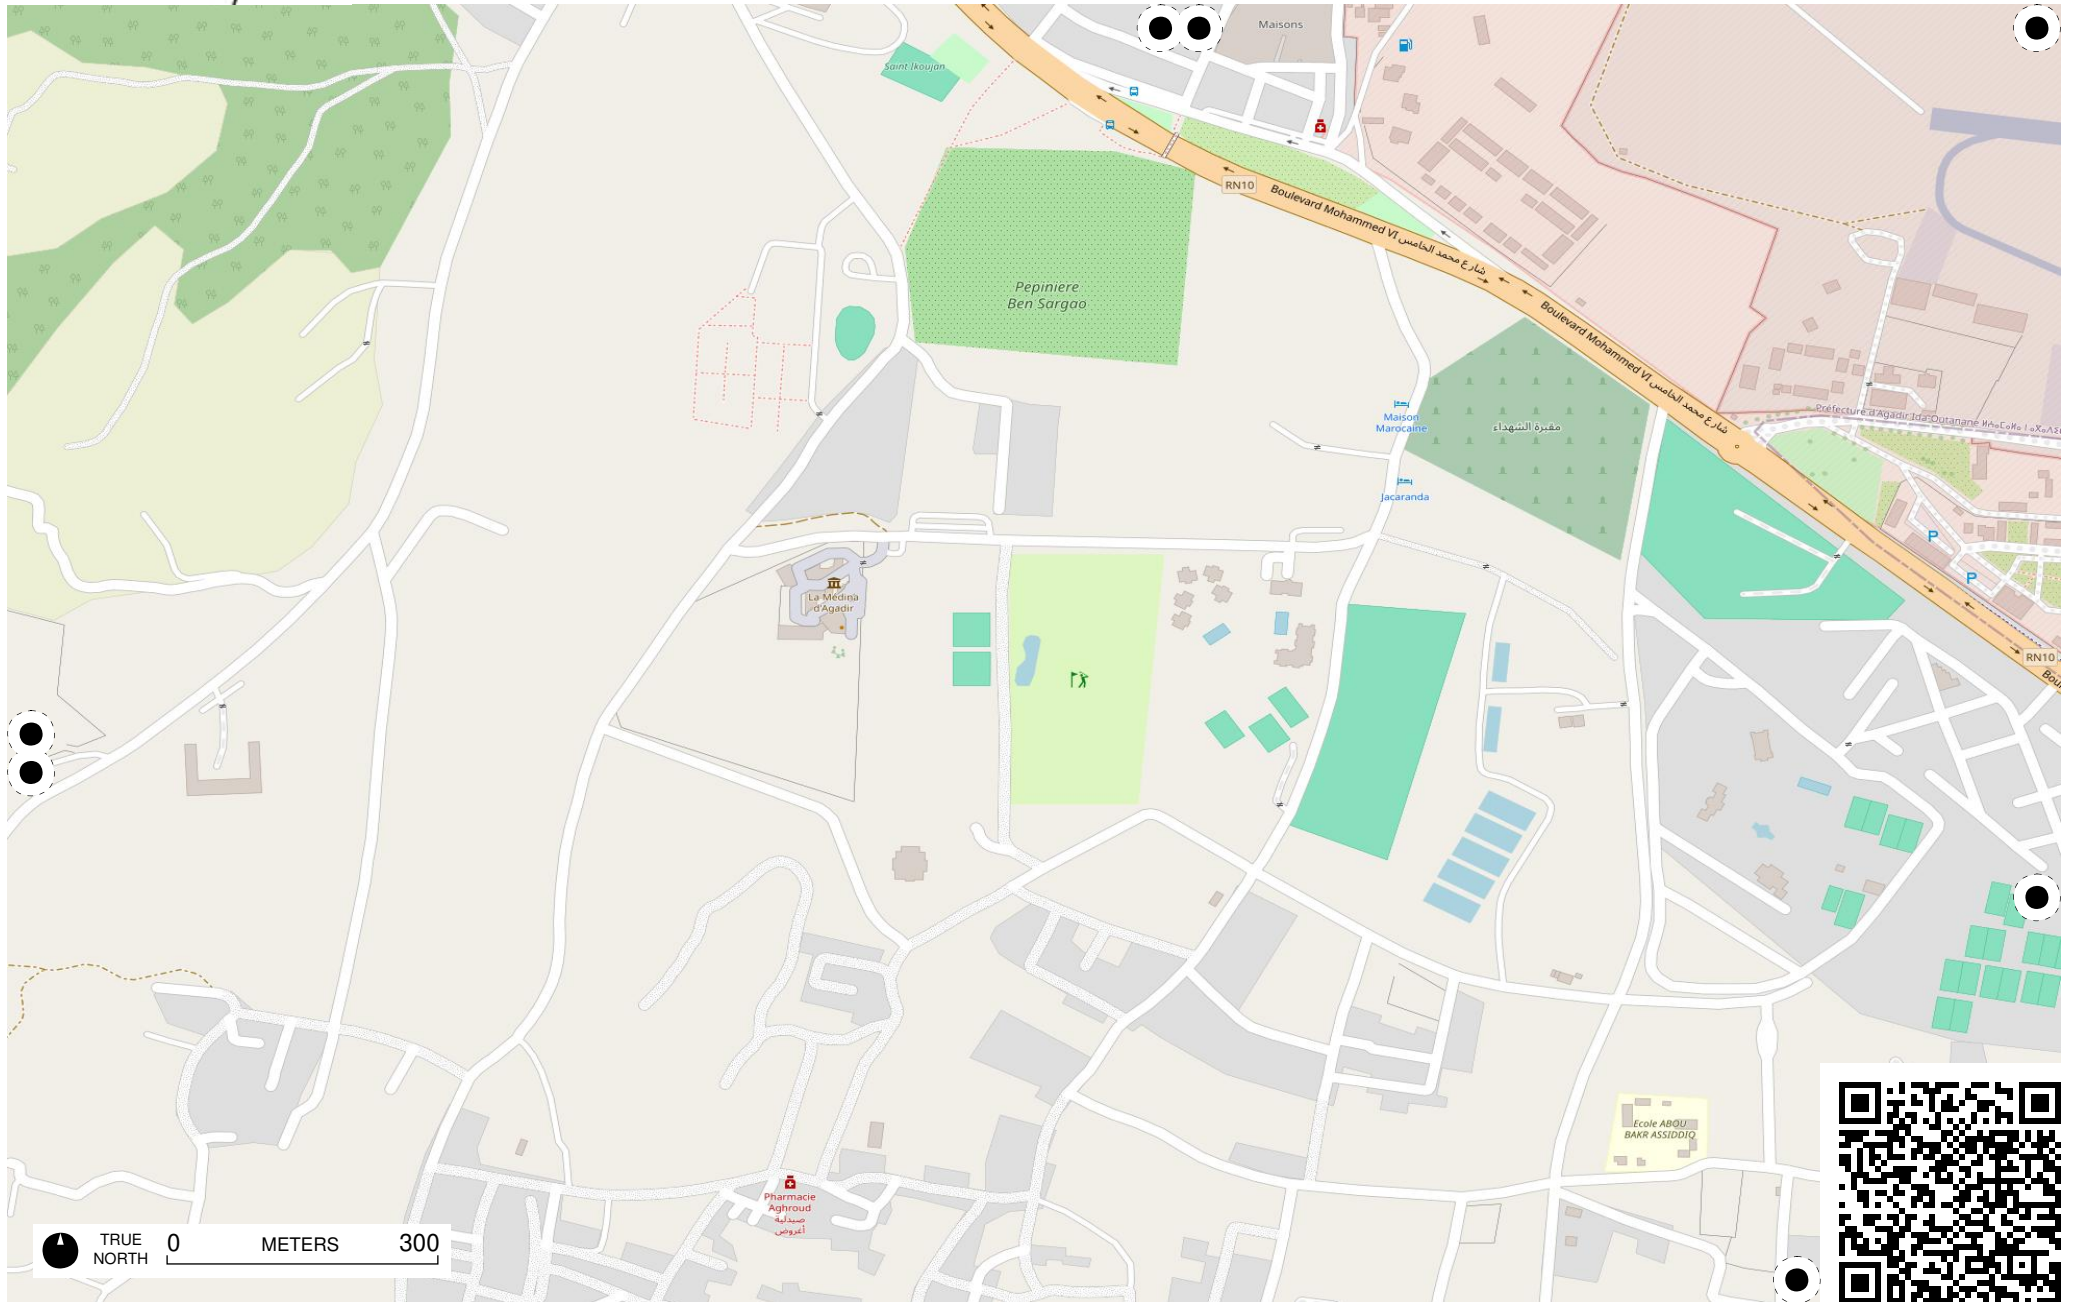 Maisons
Saint Ikoujan
RN10
Boulevard Mohammed VI شارع محمد الخامس
Pepiniere
Ben Sargao
Boulevard Mohammed VI شارع محمد الخامس
Maison
Marocaine
مقبرة الشهداء
Jacaranda
P
P
La Médina
d'Agadir
RN10
Ecole ABOU
BAKR ASSIDDIQ
Pharmacie
Aghroud
صيدلية
أغروض
TRUE
NORTH
0 METERS 300
Préfecture d'Agadir Ida-Outanane